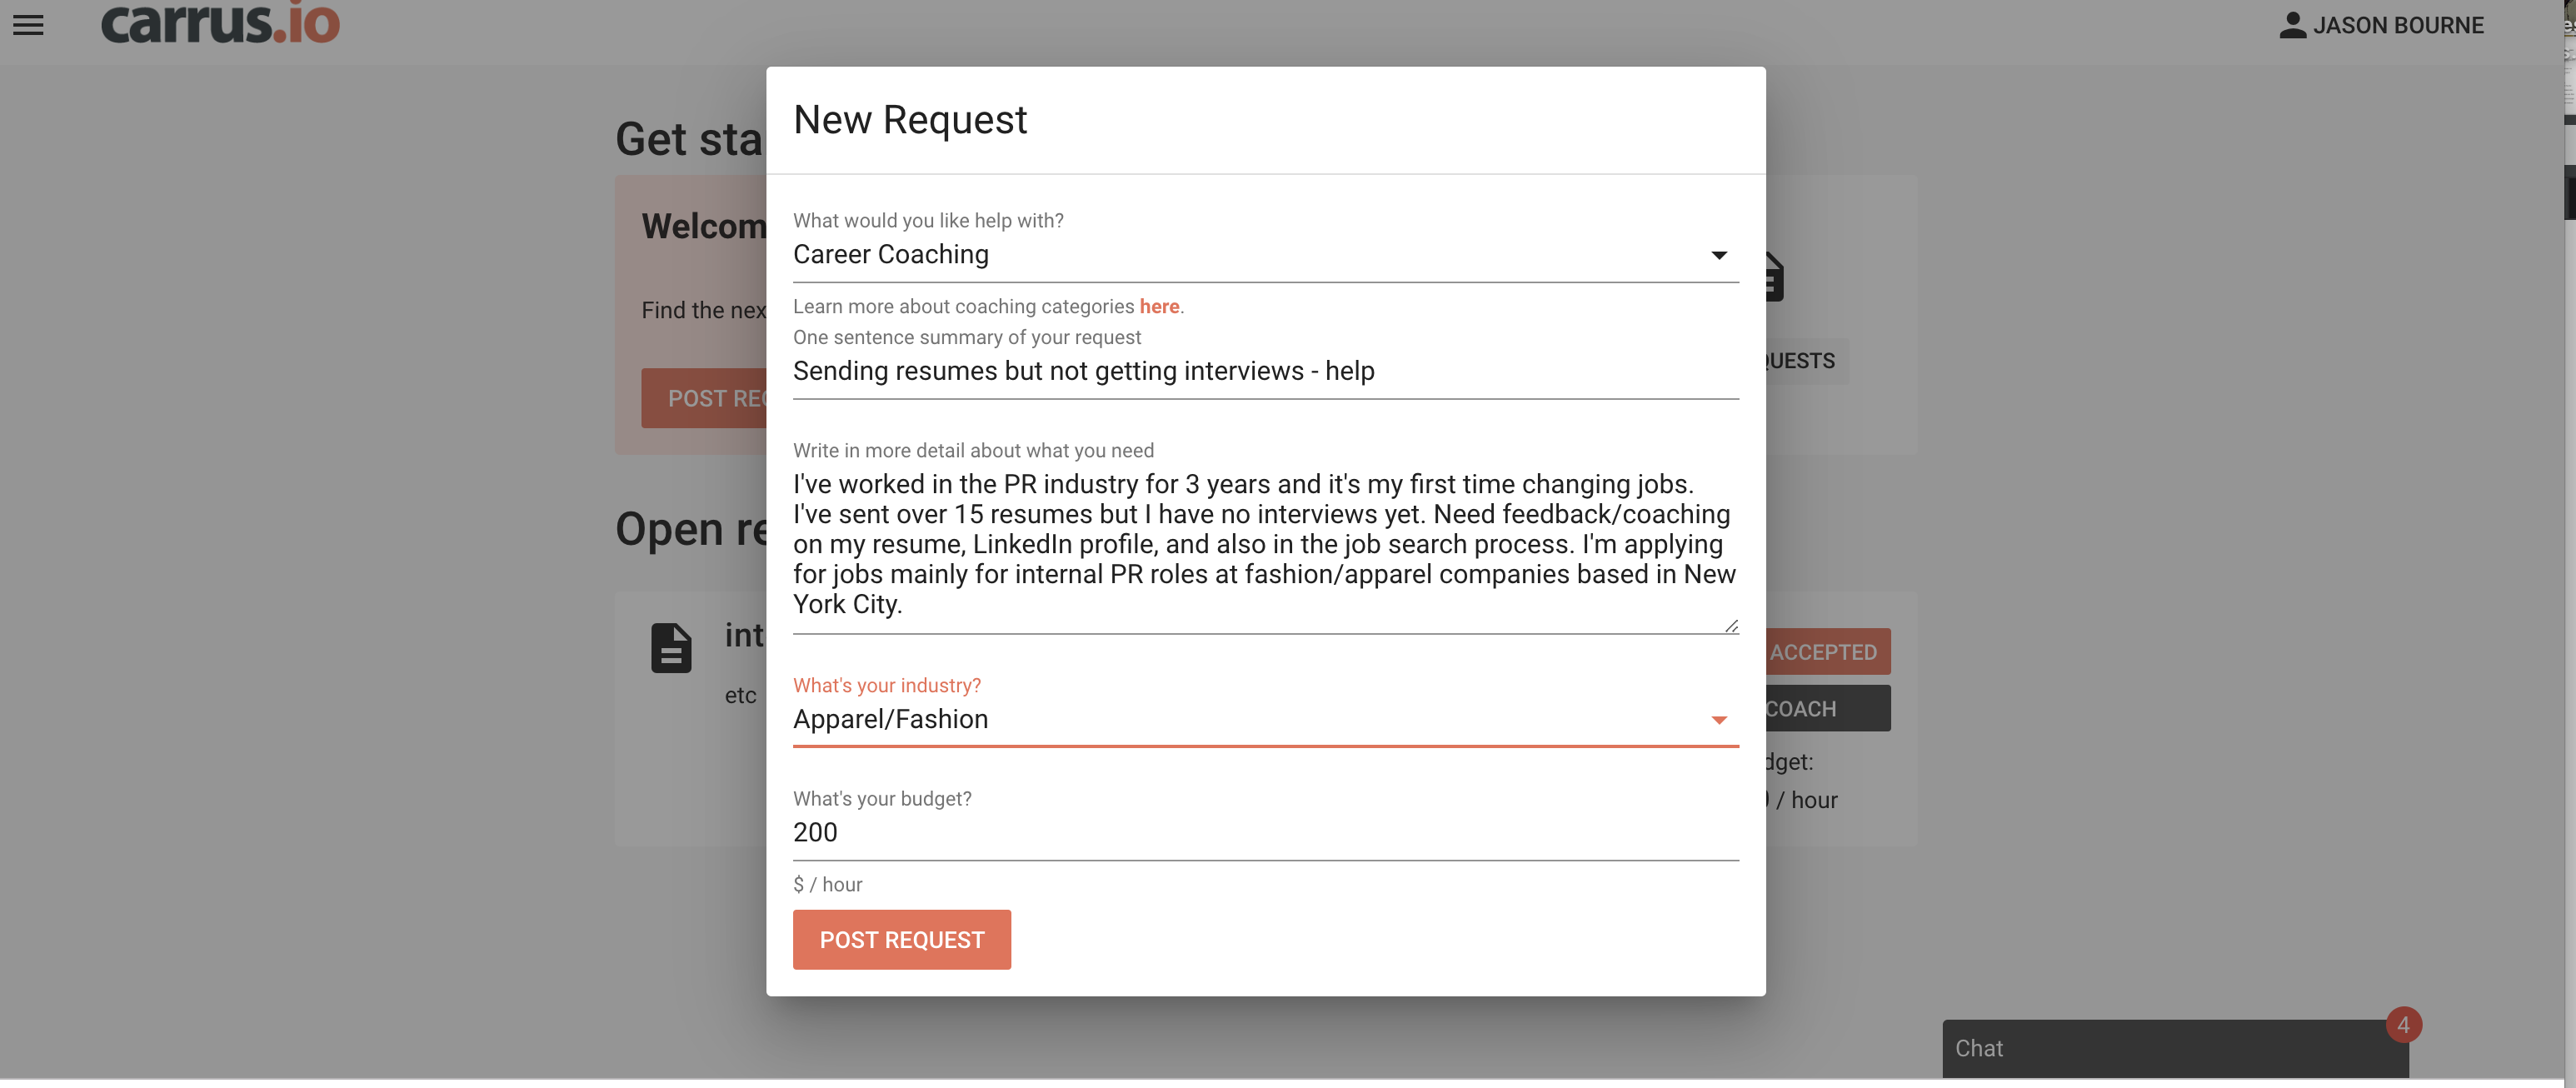 carrus.io
JASON BOURNE
Get sta
New Request
Welcom
Find the nex
POST REC
What would you like help with?
Career Coaching
Learn more about coaching categories here.
One sentence summary of your request
Sending resumes but not getting interviews - help
QUESTS
Write in more detail about what you need
I've worked in the PR industry for 3 years and it's my first time changing jobs.
I've sent over 15 resumes but I have no interviews yet. Need feedback/coaching
on my resume, LinkedIn profile, and also in the job search process. I'm applying
for jobs mainly for internal PR roles at fashion/apparel companies based in New
York City.
Open re
int
etc
ACCEPTED
COACH
dget:
/ hour
What's your industry?
Apparel/Fashion
What's your budget?
200
$ / hour
POST REQUEST
Chat
4